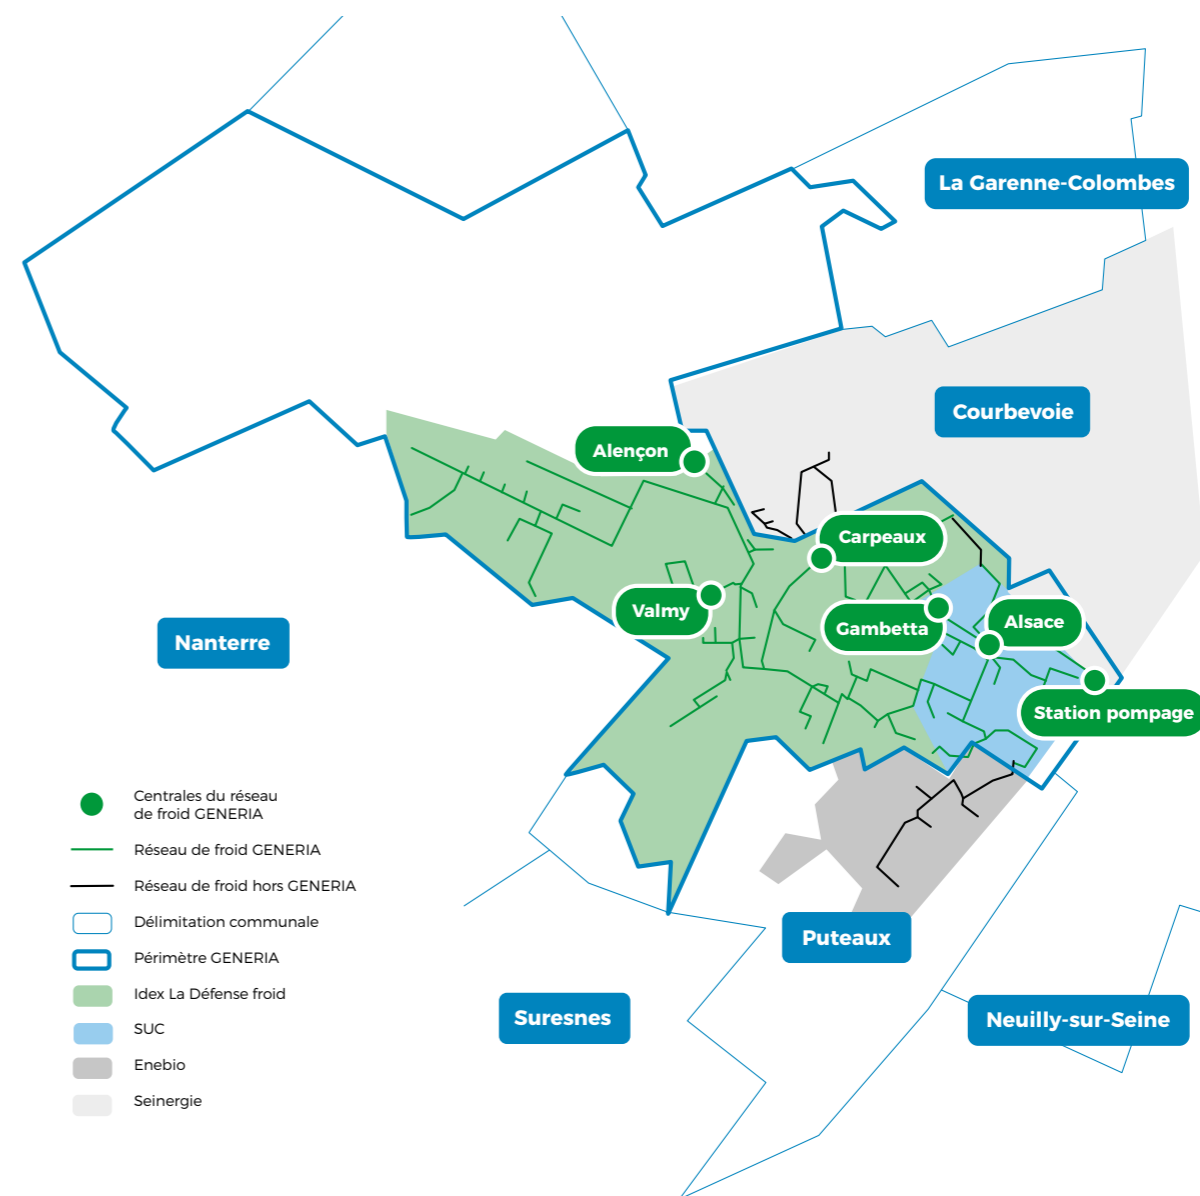 La Garenne-Colombes
Courbevoie
Alençon
Carpeaux
Valmy
Gambetta
Alsace
Nanterre
Station pompage
Centrales du réseau
de froid GENERIA
Réseau de froid GENERIA
Réseau de froid hors GENERIA
Délimitation communale
Périmètre GENERIA
Idex La Défense froid
SUC
Enebio
Seinergie
Puteaux
Suresnes
Neuilly-sur-Seine